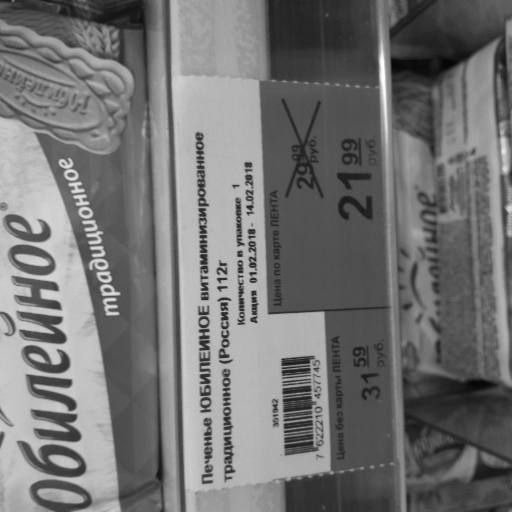 Печенье ЮБИЛЕЙНОЕ витаминизированное
традиционное (Россия) 112г
Количество в упаковке 1
Акция 01.02.2018 - 14.02.2018
Цена по карте ЛЕНТА
29 99 руб.
21 99 руб.
301942
7 622210 457745
Цена без карты ЛЕНТА
31 59 руб.
Юбилейное
традиционное